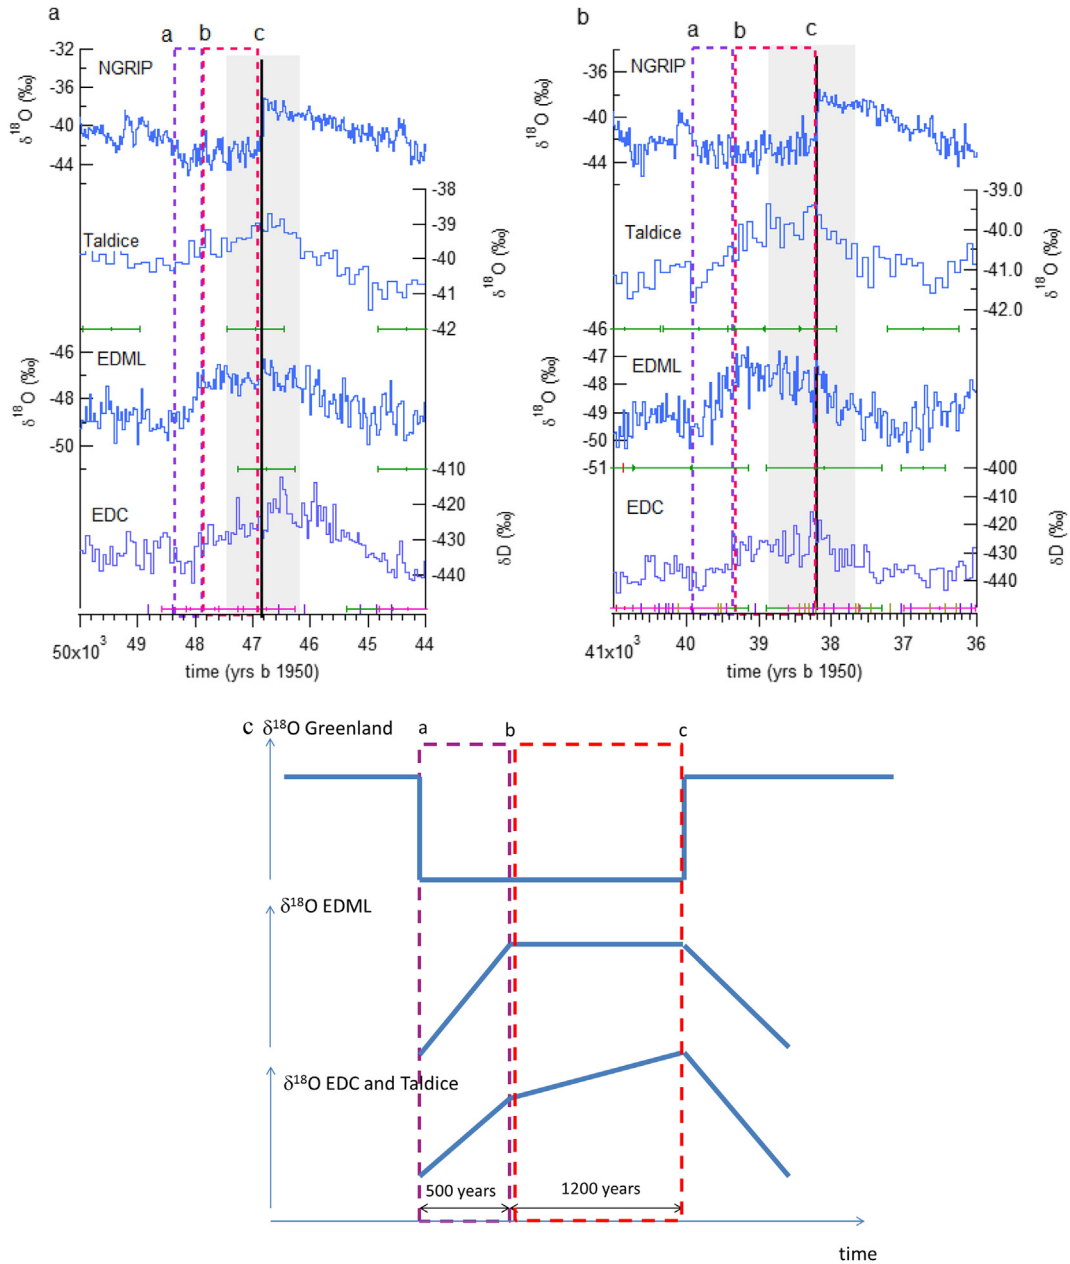 a
a b c
-32
-36
-40
-44
δ18O (‰)
NGRIP
-38
-39
-40
-41
-42
δ18O (‰)
Taldice
-46
-48
-50
δ18O (‰)
EDML
-410
-420
-430
-440
δD (‰)
EDC
50x10³ 49 48 47 46 45 44
time (yrs b 1950)
b
a b c
-36
-40
-44
δ18O (‰)
NGRIP
-39.0
-40.0
-41.0
-42.0
δ18O (‰)
Taldice
-46
-47
-48
-49
-50
-51
δ18O (‰)
EDML
-400
-410
-420
-430
-440
δD (‰)
EDC
41x10³ 40 39 38 37 36
time (yrs b 1950)
c δ18O Greenland a b c
δ18O EDML
δ18O EDC and Taldice
500 years 1200 years
time